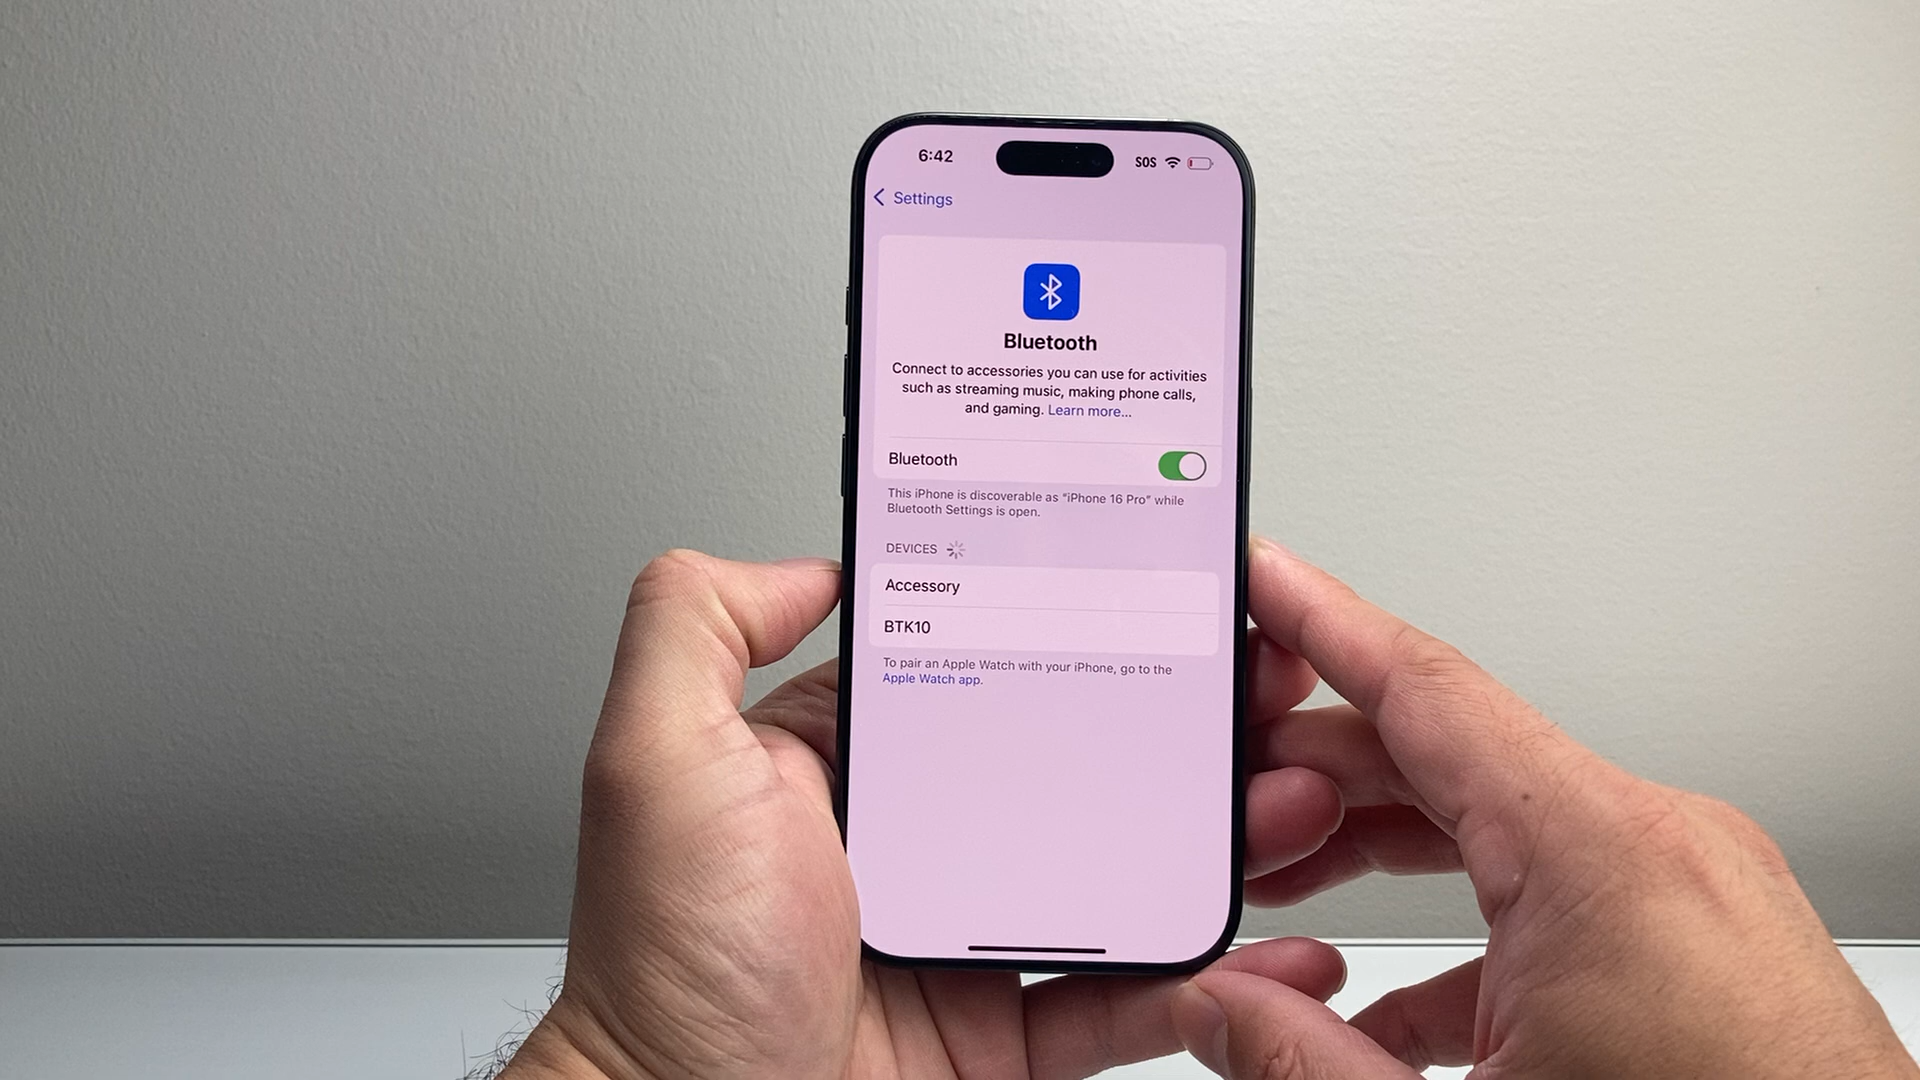 6:42
SOS
Settings
Bluetooth
Connect to accessories you can use for activities
such as streaming music, making phone calls,
and gaming. Learn more...
Bluetooth
This iPhone is discoverable as “iPhone 16 Pro” while
Bluetooth Settings is open.
DEVICES
Accessory
BTK10
To pair an Apple Watch with your iPhone, go to the
Apple Watch app.